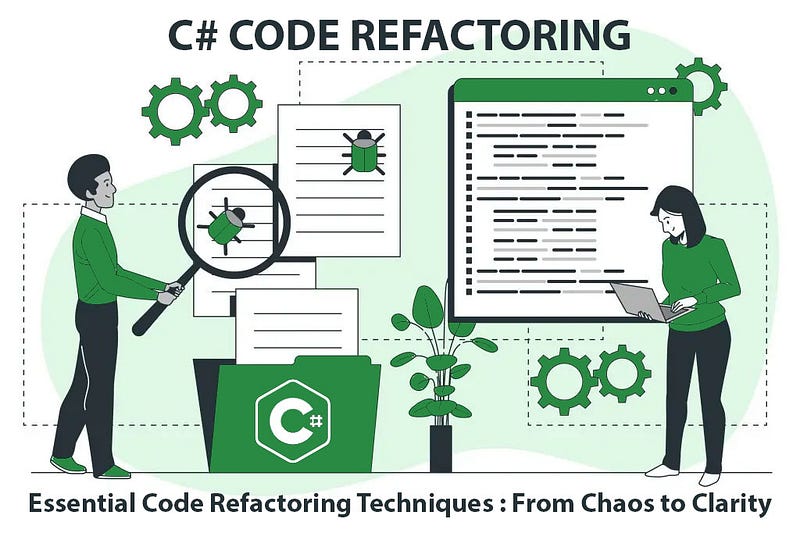 C# CODE REFACTORING
C#
Essential Code Refactoring Techniques : From Chaos to Clarity